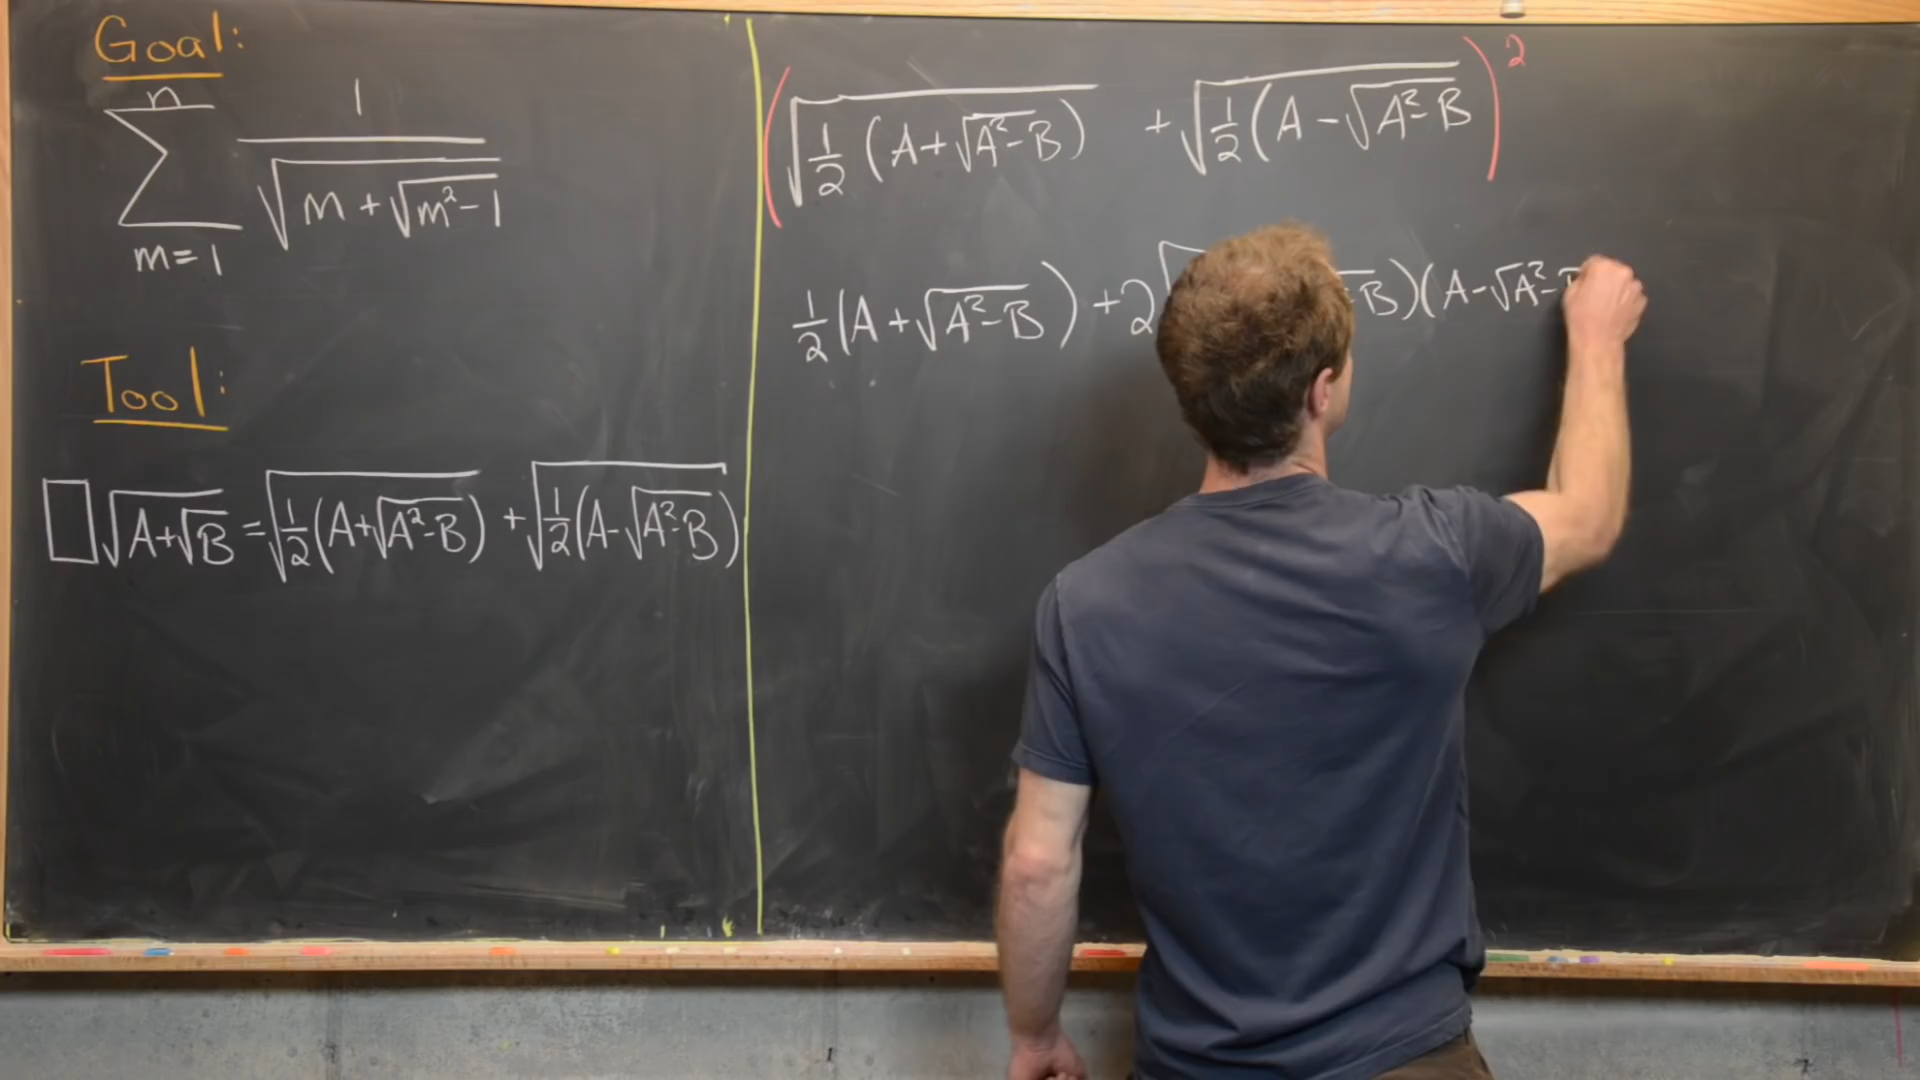 Goal:
n
∑ 1/√(m+√(m²-1))
m=1
Tool:
□ √(A+√B) = √(½(A+√(A²-B))) + √(½(A-√(A²-B)))
(√(½(A+√(A²-B))) + √(½(A-√(A²-B)))²
½(A+√(A²-B)) + 2√ -B)(A-√A²-